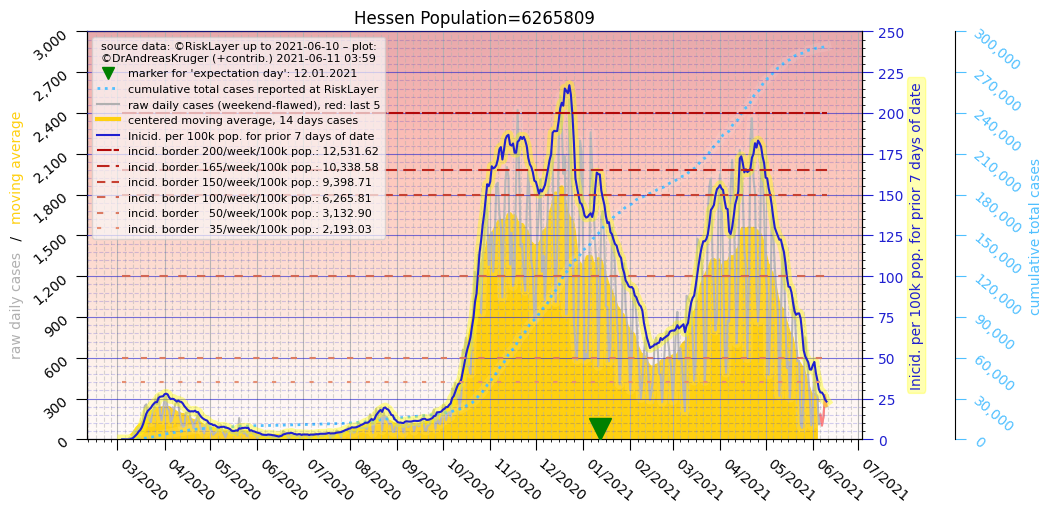 Hessen Population=6265809
source data: ©RiskLayer up to 2021-06-10 – plot:
©DrAndreasKruger (+contrib.) 2021-06-11 03:59
marker for 'expectation day': 12.01.2021
cumulative total cases reported at RiskLayer
raw daily cases (weekend-flawed), red: last 5
centered moving average, 14 days cases
Inicid. per 100k pop. for prior 7 days of date
incid. border 200/week/100k pop.: 12,531.62
incid. border 165/week/100k pop.: 10,338.58
incid. border 150/week/100k pop.: 9,398.71
incid. border 100/week/100k pop.: 6,265.81
incid. border   50/week/100k pop.: 3,132.90
incid. border   35/week/100k pop.: 2,193.03
raw daily cases / moving average
3,000
2,700
2,400
2,100
1,800
1,500
1,200
900
600
300
0
250
225
200
175
150
125
100
75
50
25
0
Inicid. per 100k pop. for prior 7 days of date
300,000
270,000
240,000
210,000
180,000
150,000
120,000
90,000
60,000
30,000
0
cumulative total cases
03/2020
04/2020
05/2020
06/2020
07/2020
08/2020
09/2020
10/2020
11/2020
12/2020
01/2021
02/2021
03/2021
04/2021
05/2021
06/2021
07/2021